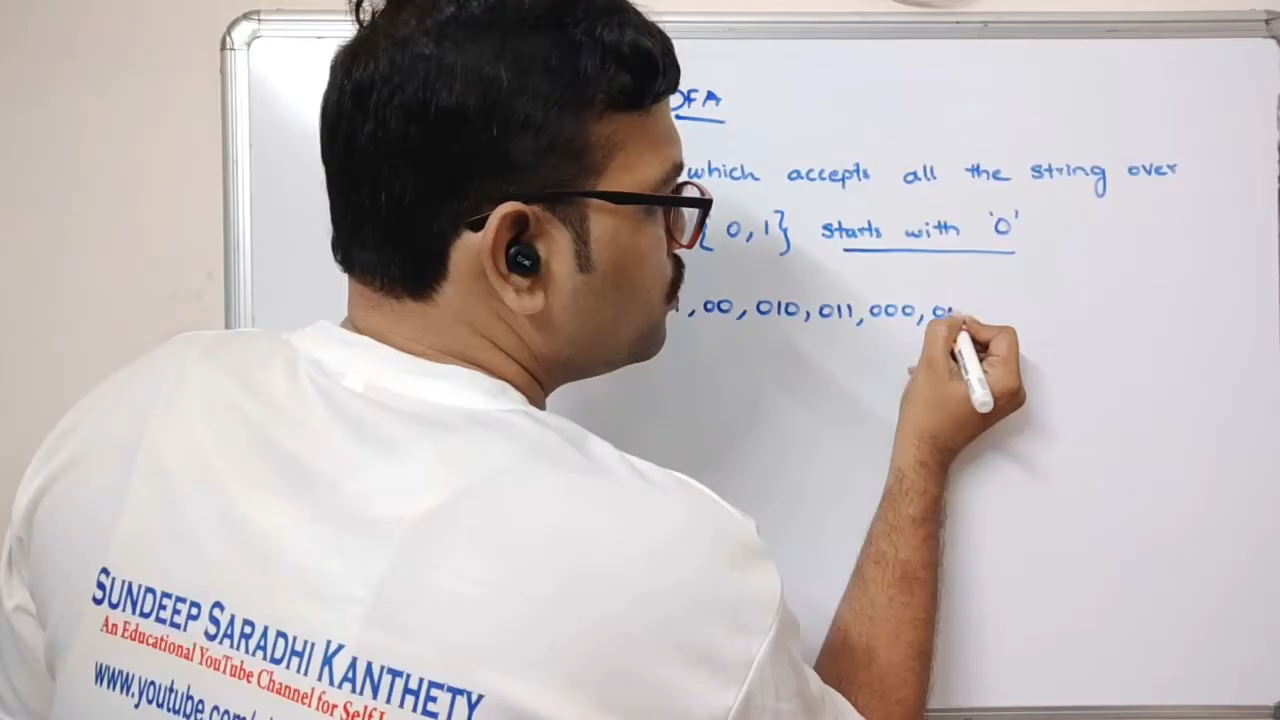 DFA
which accepts all the string over
{0,1} starts with '0'
,00,010,011,000,0
SUNDEEP SARADHI KANTHETY
An Educational YouTube Channel for Self
www.youtube.com